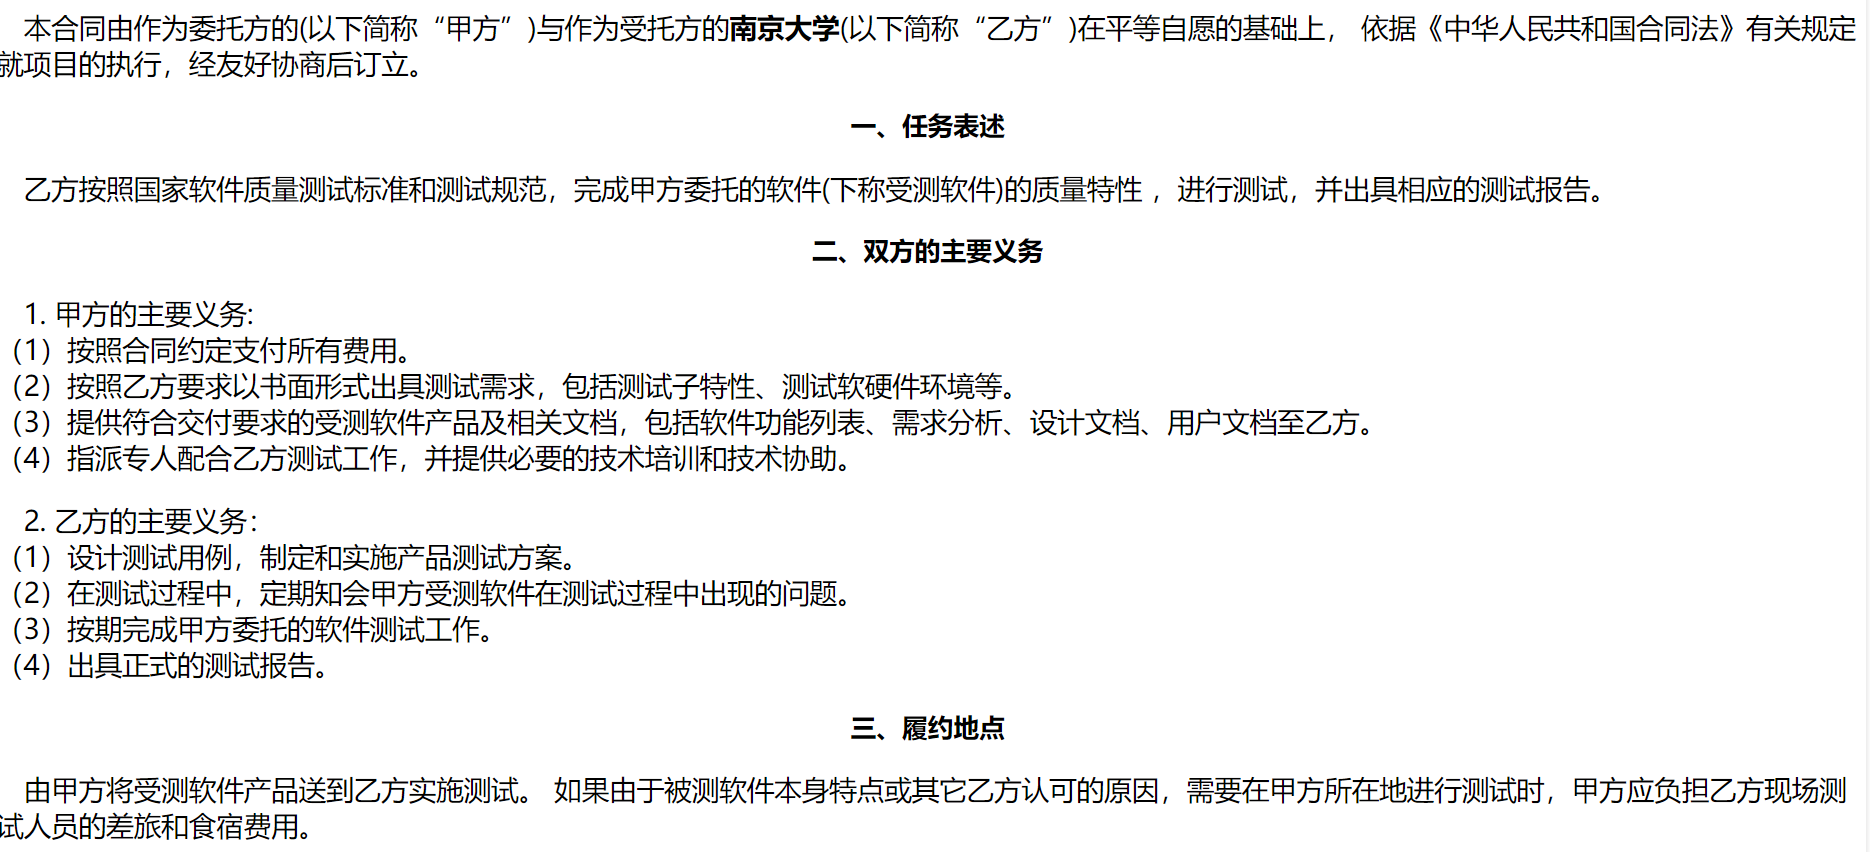 本合同由作为委托方的(以下简称“甲方”)与作为受托方的南京大学(以下简称“乙方”)在平等自愿的基础上， 依据《中华人民共和国合同法》有关规定
就项目的执行，经友好协商后订立。
一、任务表述
乙方按照国家软件质量测试标准和测试规范，完成甲方委托的软件(下称受测软件)的质量特性 ，进行测试，并出具相应的测试报告。
二、双方的主要义务
1. 甲方的主要义务:
（1）按照合同约定支付所有费用。
（2）按照乙方要求以书面形式出具测试需求，包括测试子特性、测试软硬件环境等。
（3）提供符合交付要求的受测软件产品及相关文档，包括软件功能列表、需求分析、设计文档、用户文档至乙方。
（4）指派专人配合乙方测试工作，并提供必要的技术培训和技术协助。
2. 乙方的主要义务：
（1）设计测试用例，制定和实施产品测试方案。
（2）在测试过程中，定期知会甲方受测软件在测试过程中出现的问题。
（3）按期完成甲方委托的软件测试工作。
（4）出具正式的测试报告。
三、履约地点
由甲方将受测软件产品送到乙方实施测试。 如果由于被测软件本身特点或其它乙方认可的原因，需要在甲方所在地进行测试时，甲方应负担乙方现场测
试人员的差旅和食宿费用。